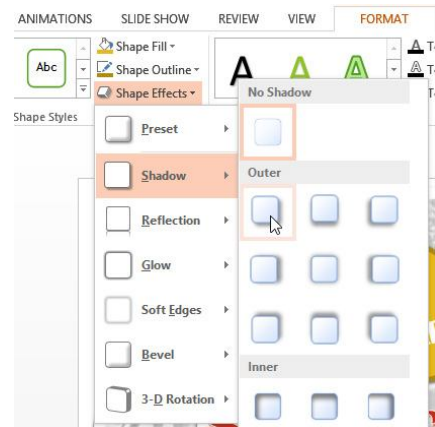 ANIMATIONS SLIDE SHOW REVIEW VIEW FORMAT
Abc Shape Fill A A A A T
Shape Outline A T
Shape Effects
Shape Styles
No Shadow
Preset
Shadow
Outer
Reflection
Glow
Soft Edges
Bevel
Inner
3-D Rotation